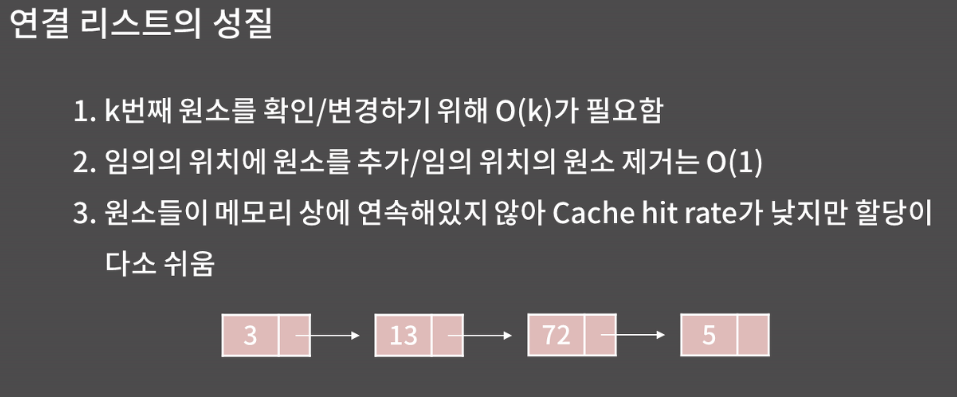 연결 리스트의 성질
1. k번째 원소를 확인/변경하기 위해 O(k)가 필요함
2. 임의의 위치에 원소를 추가/임의 위치의 원소 제거는 O(1)
3. 원소들이 메모리 상에 연속해있지 않아 Cache hit rate가 낮지만 할당이
다소 쉬움
3 13 72 5